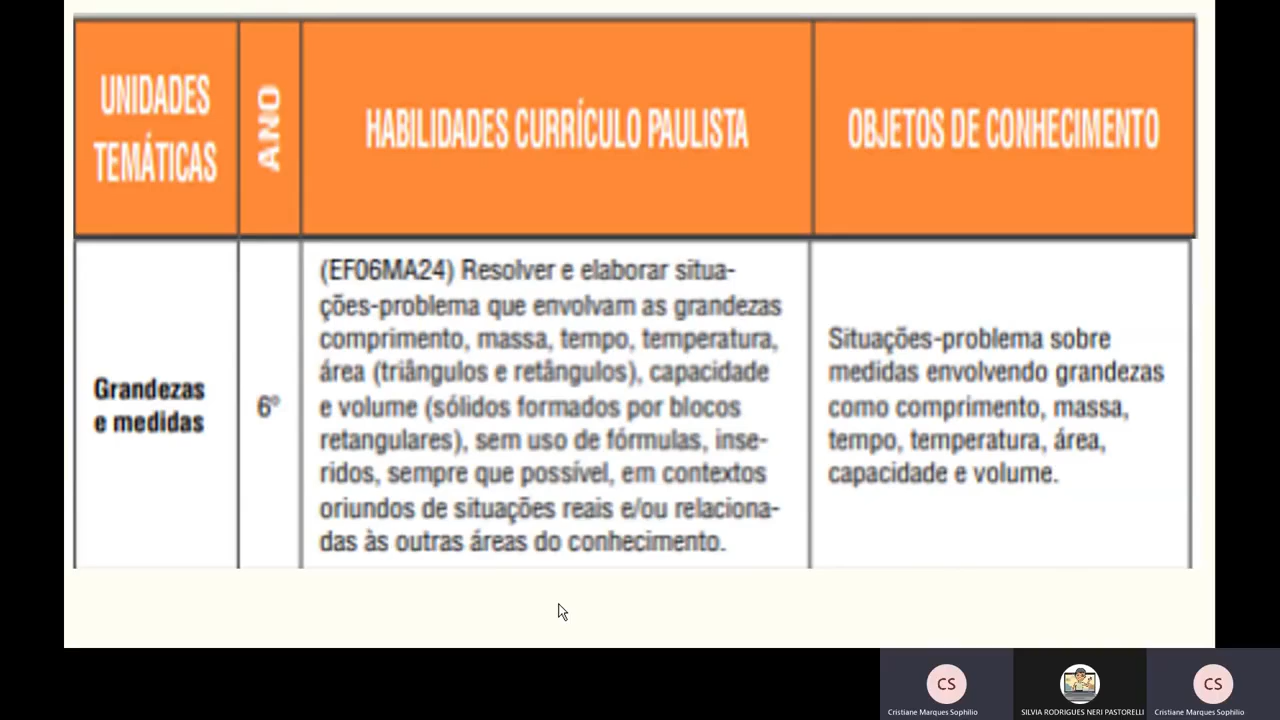 UNIDADES
TEMÁTICAS
ANO
HABILIDADES CURRÍCULO PAULISTA
OBJETOS DE CONHECIMENTO
Grandezas
e medidas
6º
(EF06MA24) Resolver e elaborar situa-
ções-problema que envolvam as grandezas
comprimento, massa, tempo, temperatura,
área (triângulos e retângulos), capacidade
e volume (sólidos formados por blocos
retangulares), sem uso de fórmulas, inse-
ridos, sempre que possível, em contextos
oriundos de situações reais e/ou relaciona-
das às outras áreas do conhecimento.
Situações-problema sobre
medidas envolvendo grandezas
como comprimento, massa,
tempo, temperatura, área,
capacidade e volume.
CS
CS
Cristiane Marques Sophilio
SILVIA RODRIGUES NERI PASTORELLI
Cristiane Marques Sophilio